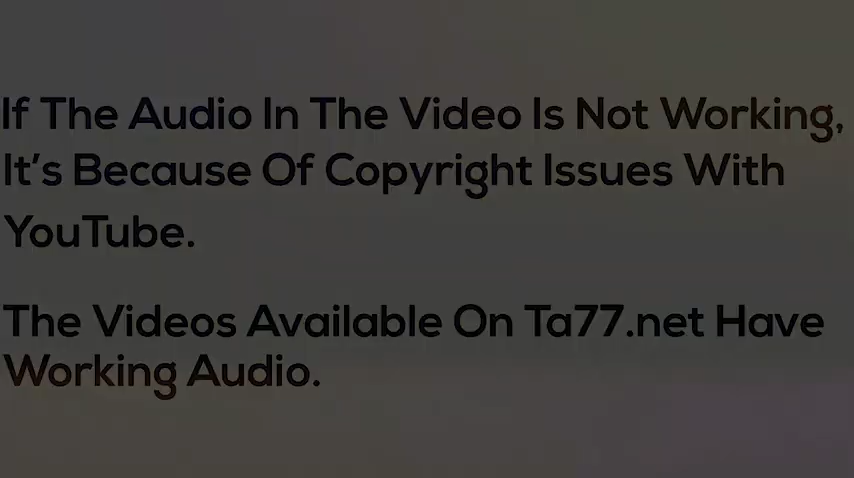 If The Audio In The Video Is Not Working,
It’s Because Of Copyright Issues With
YouTube.
The Videos Available On Ta77.net Have
Working Audio.